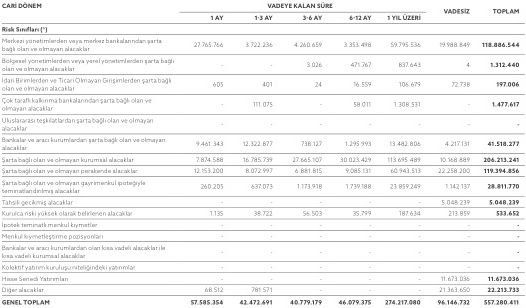 CARİ DÖNEM VADEYE KALAN SÜRE
1 AY 1-3 AY 3-6 AY 6-12 AY 1 YIL ÜZERİ VADESİZ TOPLAM
Risk Sınıfları (*)
Merkezi yönetimlerden veya merkez bankalarından şarta
bağlı olan ve olmayan alacaklar 27.765.766 3.722.236 4.260.659 3.353.498 59.795.536 19.988.849 118.886.544
Bölgesel yönetimlerden veya yerel yönetimlerden şarta bağlı
olan ve olmayan alacaklar - - 3.026 471.767 837.643 4 1.312.440
İdari Birimlerden ve Ticari Olmayan Girişimlerden şarta bağlı
olan ve olmayan alacaklar 605 401 24 16.559 106.679 72.738 197.006
Çok taraflı kalkınma bankalarından şarta bağlı olan ve
olmayan alacaklar - 111.075 - 58.011 1.308.531 - 1.477.617
Uluslararası teşkilatlardan şarta bağlı olan ve olmayan
alacaklar - - - - - - -
Bankalar ve aracı kurumlardan şarta bağlı olan ve olmayan
alacaklar 9.461.343 12.322.877 738.127 1.295.993 13.482.806 4.217.131 41.518.277
Şarta bağlı olan ve olmayan kurumsal alacaklar 7.874.588 16.785.739 27.665.107 30.023.429 113.695.489 10.168.889 206.213.241
Şarta bağlı olan ve olmayan perakende alacaklar 12.153.200 8.072.997 6.881.815 9.085.131 60.943.513 22.258.200 119.394.856
Şarta bağlı olan ve olmayan gayrimenkul ipoteğiyle
teminatlandırılmış alacaklar 260.205 637.073 1.173.918 1.739.188 23.859.249 1.142.137 28.811.770
Tahsili gecikmiş alacaklar - - - - - 5.048.239 5.048.239
Kurulca riski yüksek olarak belirlenen alacaklar 1.135 38.722 56.503 35.799 187.634 213.859 533.652
İpotek teminatlı menkul kıymetler - - - - - - -
Menkul kıymetleştirme pozisyonları - - - - - - -
Bankalar ve aracı kurumlardan olan kısa vadeli alacaklar ile
kısa vadeli kurumsal alacaklar - - - - - - -
Kolektif yatırım kuruluşu niteliğindeki yatırımlar - - - - - - -
Hisse Senedi Yatırımları - - - - - 11.673.036 11.673.036
Diğer alacaklar 68.512 781.571 - - - 21.363.650 22.213.733
GENEL TOPLAM 57.585.354 42.472.691 40.779.179 46.079.375 274.217.080 96.146.732 557.280.411